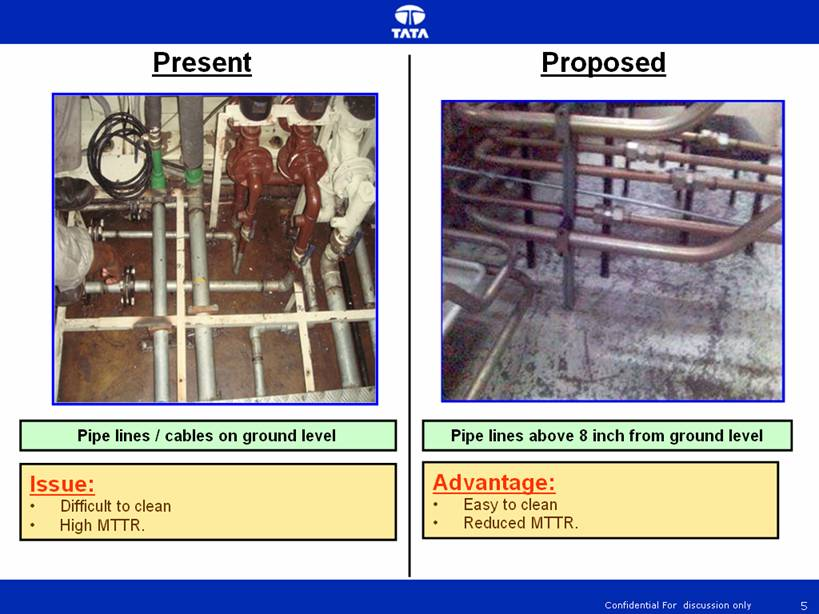 TATA
Present
Proposed
Pipe lines / cables on ground level
Pipe lines above 8 inch from ground level
Issue:
• Difficult to clean
• High MTTR.
Advantage:
• Easy to clean
• Reduced MTTR.
Confidential For discussion only
5